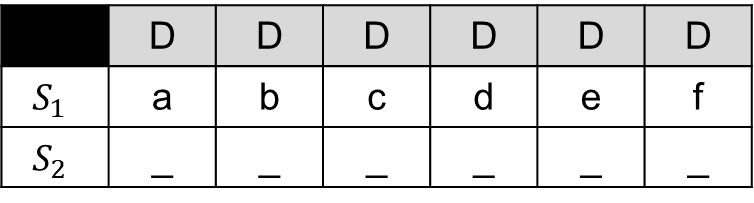 D D D D D D
S₁ a b c d e f
S₂ _ _ _ _ _ _